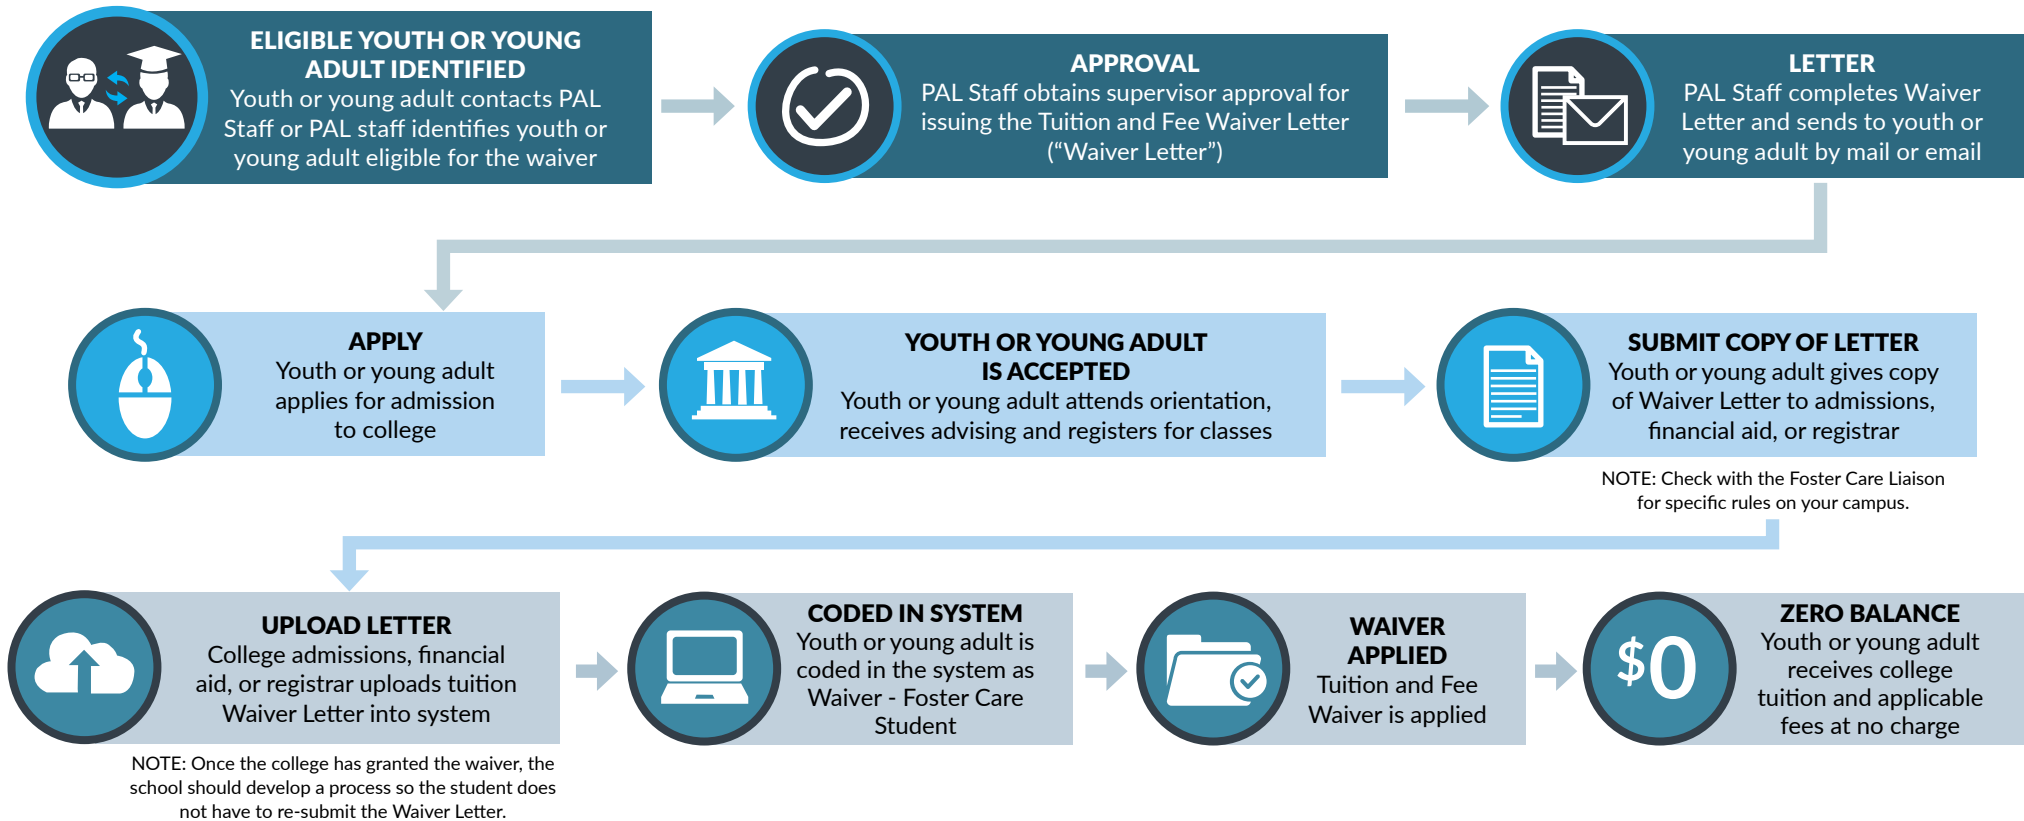 ELIGIBLE YOUTH OR YOUNG
ADULT IDENTIFIED
Youth or young adult contacts PAL
Staff or PAL staff identifies youth or
young adult eligible for the waiver
APPROVAL
PAL Staff obtains supervisor approval for
issuing the Tuition and Fee Waiver Letter
(“Waiver Letter”)
LETTER
PAL Staff completes Waiver
Letter and sends to youth or
young adult by mail or email
APPLY
Youth or young adult
applies for admission
to college
YOUTH OR YOUNG ADULT
IS ACCEPTED
Youth or young adult attends orientation,
receives advising and registers for classes
SUBMIT COPY OF LETTER
Youth or young adult gives copy
of Waiver Letter to admissions,
financial aid, or registrar
NOTE: Check with the Foster Care Liaison
for specific rules on your campus.
UPLOAD LETTER
College admissions, financial
aid, or registrar uploads tuition
Waiver Letter into system
NOTE: Once the college has granted the waiver, the
school should develop a process so the student does
not have to re-submit the Waiver Letter.
CODED IN SYSTEM
Youth or young adult is
coded in the system as
Waiver - Foster Care
Student
WAIVER
APPLIED
Tuition and Fee
Waiver is applied
$0
ZERO BALANCE
Youth or young adult
receives college
tuition and applicable
fees at no charge